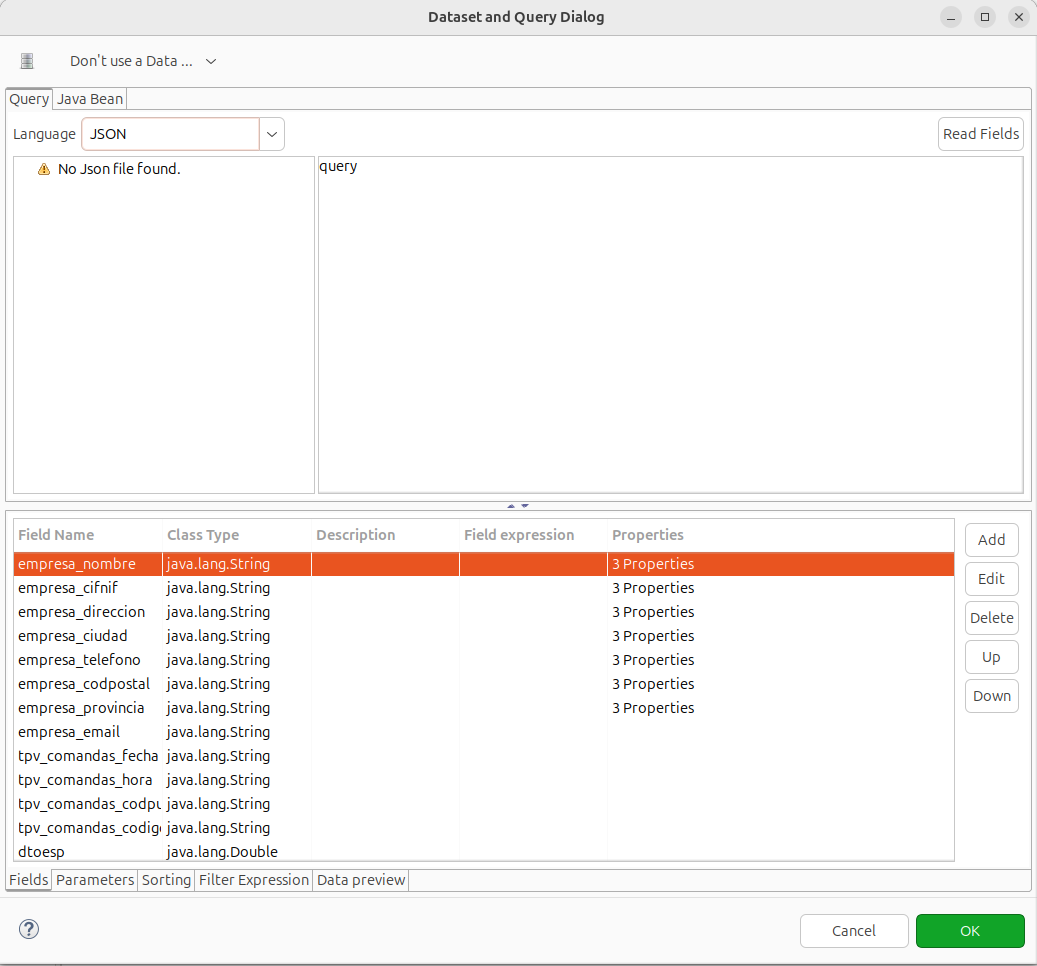 Dataset and Query Dialog
Don't use a Data ...
Query Java Bean
Language JSON Read Fields
No Json file found.
query
Field Name Class Type Description Field expression Properties
empresa_nombre java.lang.String 3 Properties
empresa_cifnif java.lang.String 3 Properties
empresa_direccion java.lang.String 3 Properties
empresa_ciudad java.lang.String 3 Properties
empresa_telefono java.lang.String 3 Properties
empresa_codpostal java.lang.String 3 Properties
empresa_provincia java.lang.String 3 Properties
empresa_email java.lang.String
tpv_comandas_fecha java.lang.String
tpv_comandas_hora java.lang.String
tpv_comandas_codpu java.lang.String
tpv_comandas_codigo java.lang.String
dtoesp java.lang.Double
Add
Edit
Delete
Up
Down
Fields Parameters Sorting Filter Expression Data preview
? Cancel OK